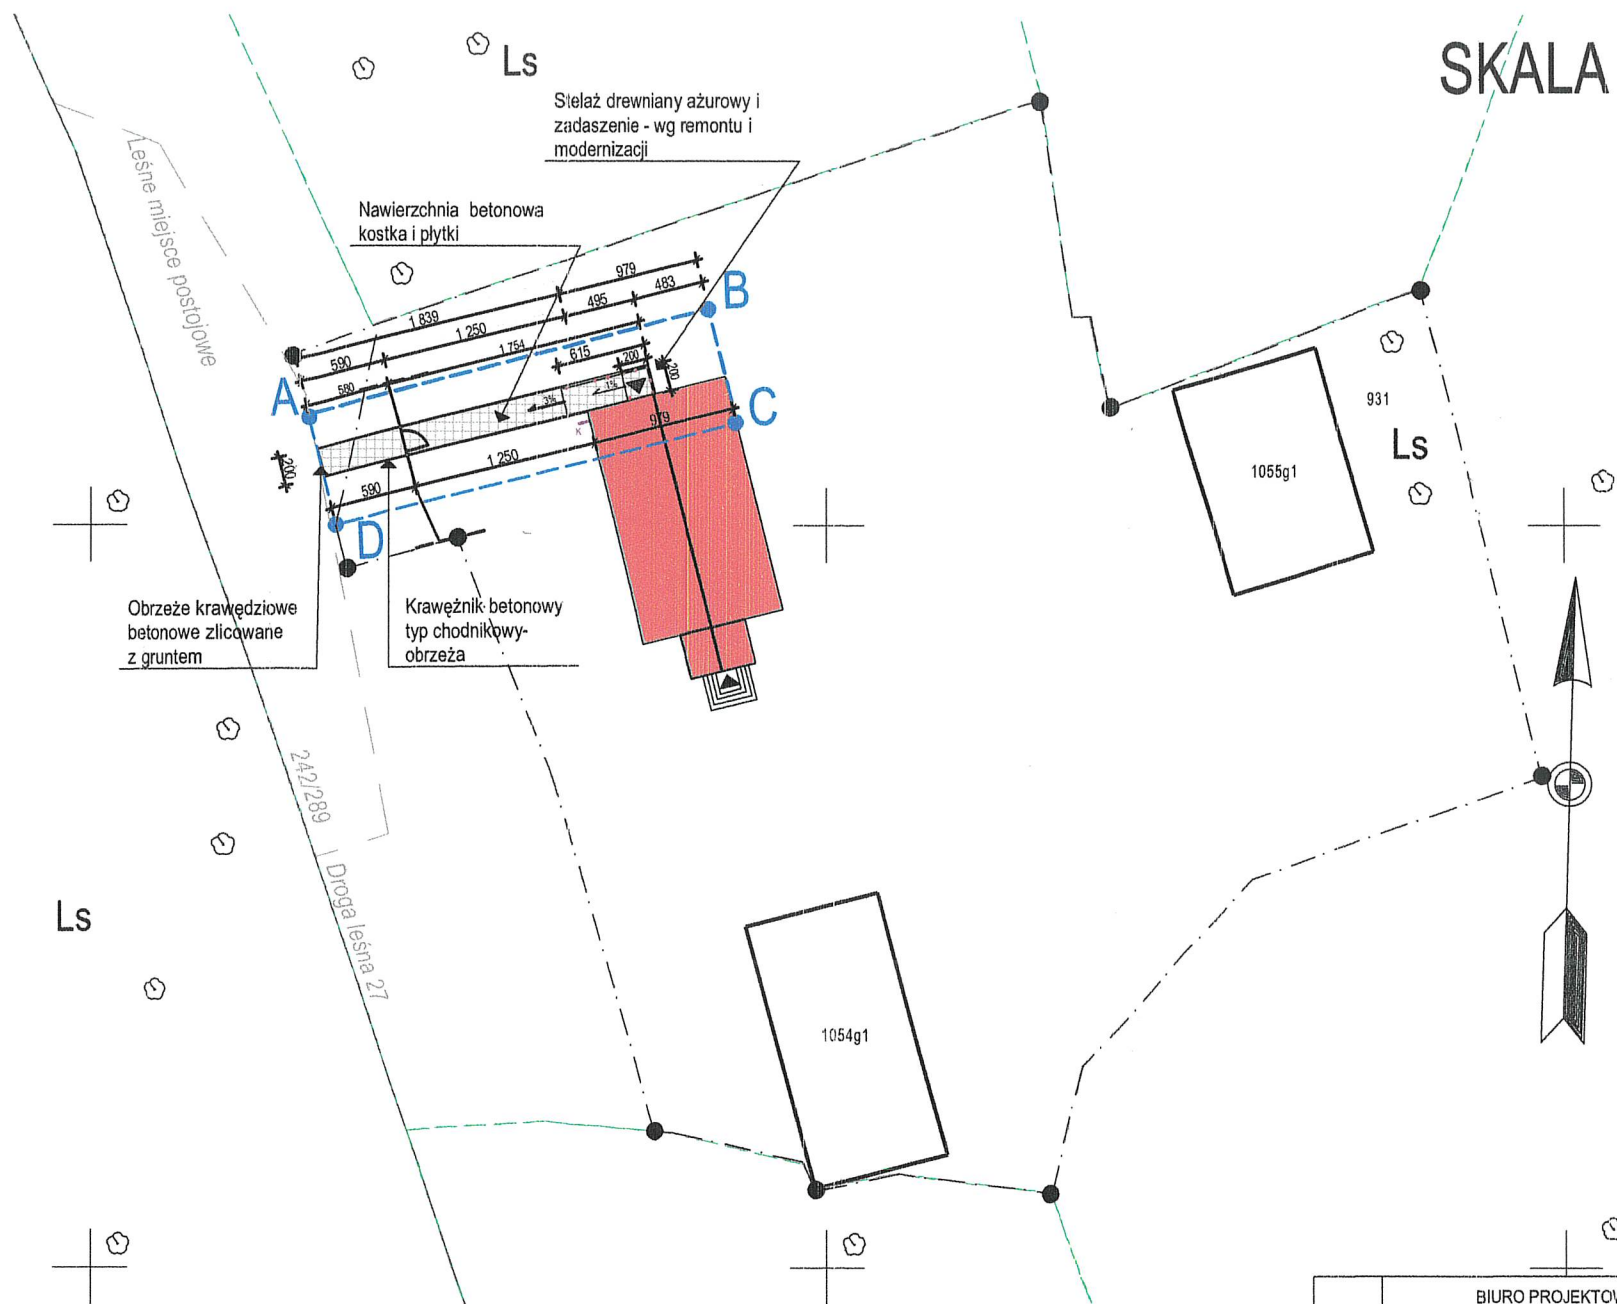 SKALA
Ls
Stelaż drewniany ażurowy i
zadaszenie - wg remontu i
modernizacji
Leśne miejsce postojowe
Nawierzchnia betonowa
kostka i płytki
979
483
495
B
1 839
1 250
1 754
590
580
615
200
200
1%
3%
A
C
979
K
931
Ls
1055g1
1 250
200
590
D
Obrzeże krawędziowe
betonowe zlicowane
z gruntem
Krawężnik betonowy
typ chodnikowy-
obrzeża
242/289
Droga leśna 27
Ls
1054g1
BIURO PROJEKTOW